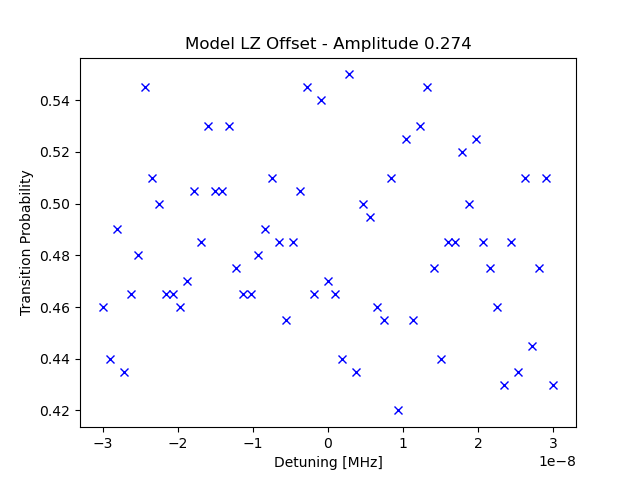 Model LZ Offset - Amplitude 0.274
Transition Probability
0.54
0.52
0.50
0.48
0.46
0.44
0.42
−3 −2 −1 0 1 2 3
1e−8
Detuning [MHz]